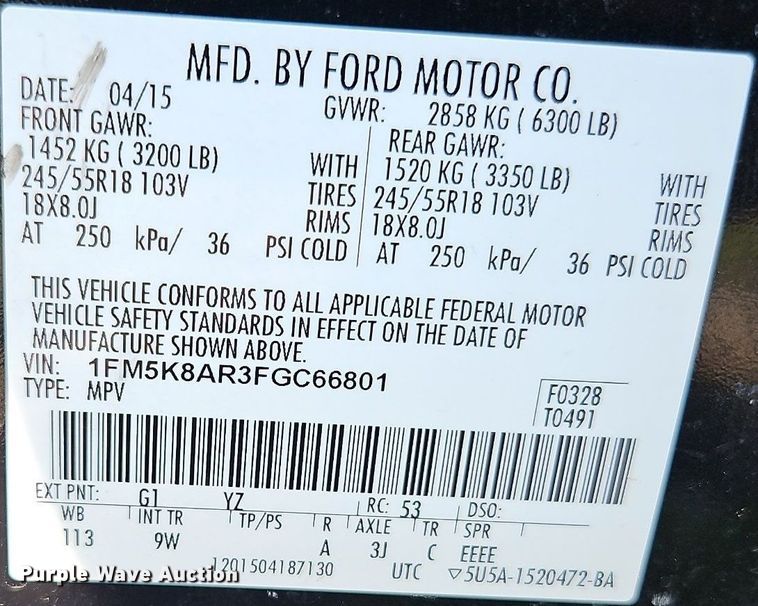 MFD. BY FORD MOTOR CO.
DATE: 04/15 GVWR: 2858 KG ( 6300 LB)
FRONT GAWR: REAR GAWR:
1452 KG ( 3200 LB) WITH 1520 KG ( 3350 LB) WITH
245/55R18 103V TIRES 245/55R18 103V TIRES
18X8.0J RIMS 18X8.0J RIMS
AT 250 kPa/ 36 PSI COLD AT 250 kPa/ 36 PSI COLD
THIS VEHICLE CONFORMS TO ALL APPLICABLE FEDERAL MOTOR
VEHICLE SAFETY STANDARDS IN EFFECT ON THE DATE OF
MANUFACTURE SHOWN ABOVE.
VIN: 1FM5K8AR3FGC66801
TYPE: MPV F0328
T0491
EXT PNT: G1 YZ RC: 53 DSO:
WB INT TR TP/PS R AXLE TR SPR
113 9W A 3J C EEEE
1201504187130 UTC ▽5U5A-1520472-BA
Purple Wave Auction